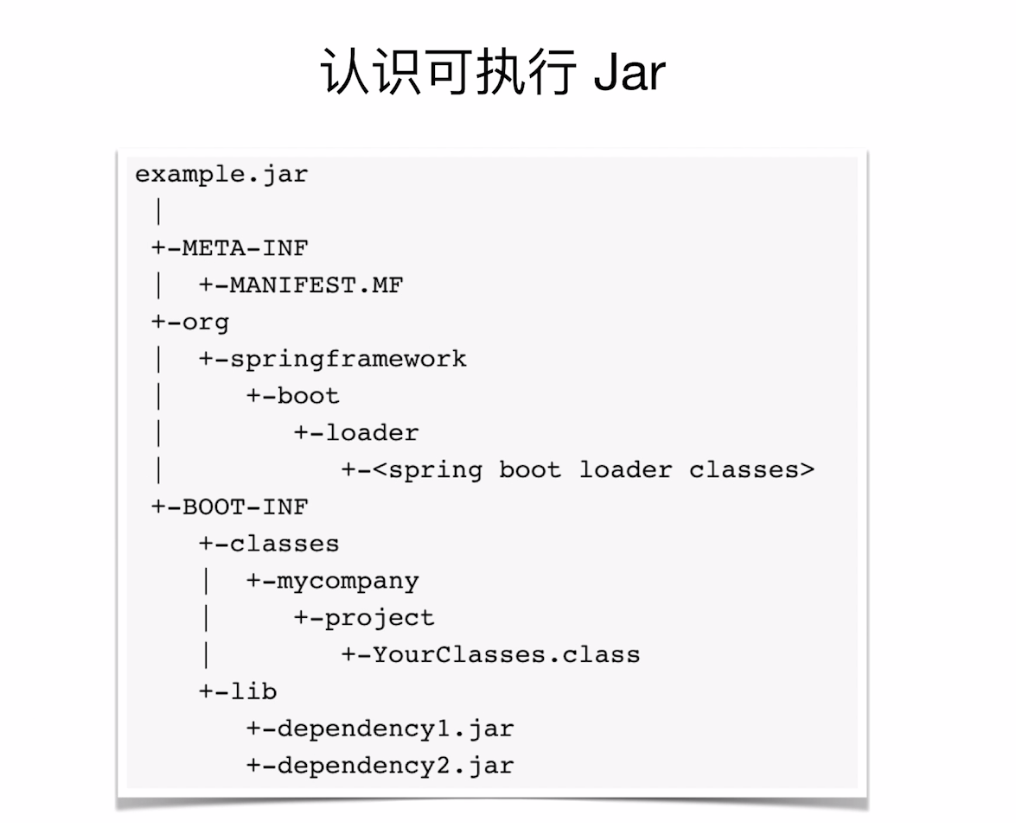 认识可执行 Jar
example.jar
 |
 +-META-INF
 |  +-MANIFEST.MF
 +-org
 |  +-springframework
 |     +-boot
 |        +-loader
 |           +-<spring boot loader classes>
 +-BOOT-INF
    +-classes
    |  +-mycompany
    |     +-project
    |        +-YourClasses.class
    +-lib
       +-dependency1.jar
       +-dependency2.jar